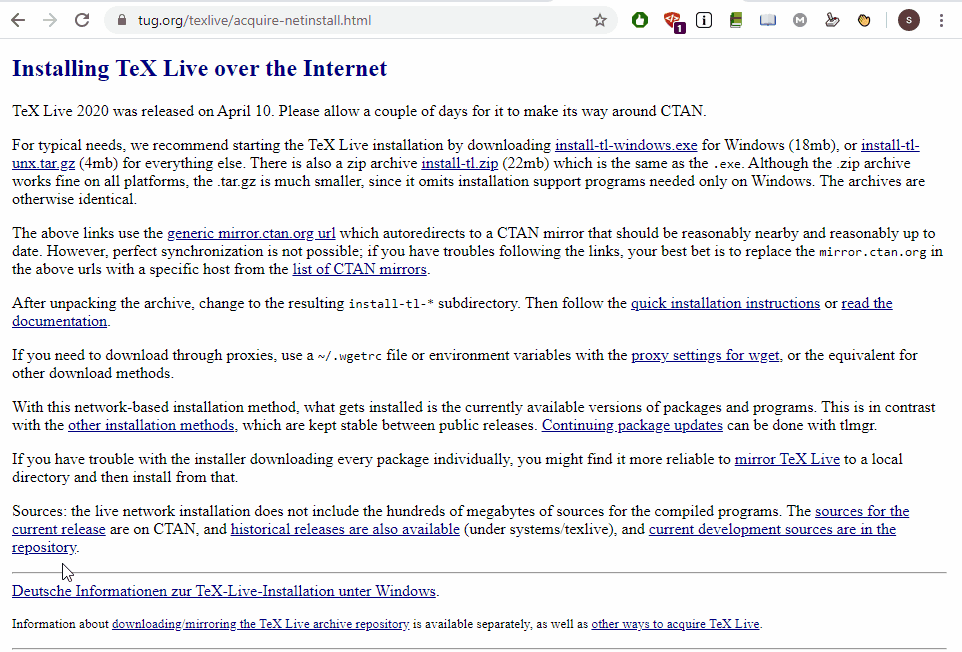 tug.org/texlive/acquire-netinstall.html
1
M
S
Installing TeX Live over the Internet
TeX Live 2020 was released on April 10. Please allow a couple of days for it to make its way around CTAN.
For typical needs, we recommend starting the TeX Live installation by downloading install-tl-windows.exe for Windows (18mb), or install-tl-
unx.tar.gz (4mb) for everything else. There is also a zip archive install-tl.zip (22mb) which is the same as the .exe. Although the .zip archive
works fine on all platforms, the .tar.gz is much smaller, since it omits installation support programs needed only on Windows. The archives are
otherwise identical.
The above links use the generic mirror.ctan.org url which autoredirects to a CTAN mirror that should be reasonably nearby and reasonably up to
date. However, perfect synchronization is not possible; if you have troubles following the links, your best bet is to replace the mirror.ctan.org in
the above urls with a specific host from the list of CTAN mirrors.
After unpacking the archive, change to the resulting install-tl-* subdirectory. Then follow the quick installation instructions or read the
documentation.
If you need to download through proxies, use a ~/.wgetrc file or environment variables with the proxy settings for wget, or the equivalent for
other download methods.
With this network-based installation method, what gets installed is the currently available versions of packages and programs. This is in contrast
with the other installation methods, which are kept stable between public releases. Continuing package updates can be done with tlmgr.
If you have trouble with the installer downloading every package individually, you might find it more reliable to mirror TeX Live to a local
directory and then install from that.
Sources: the live network installation does not include the hundreds of megabytes of sources for the compiled programs. The sources for the
current release are on CTAN, and historical releases are also available (under systems/texlive), and current development sources are in the
repository.
Deutsche Informationen zur TeX-Live-Installation unter Windows.
Information about downloading/mirroring the TeX Live archive repository is available separately, as well as other ways to acquire TeX Live.